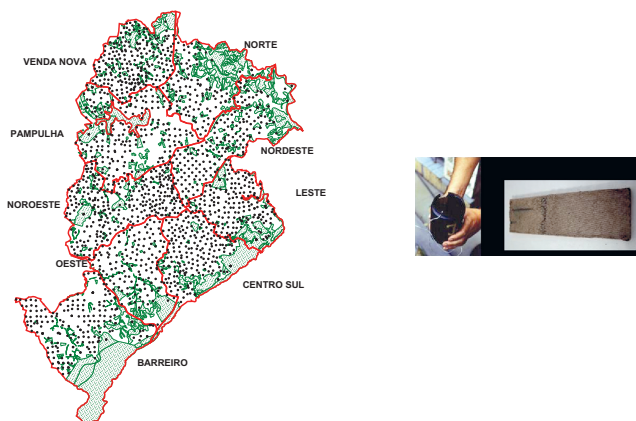 NORTE
VENDA NOVA
PAMPULHA
NORDESTE
LESTE
NOROESTE
OESTE
CENTRO SUL
BARREIRO